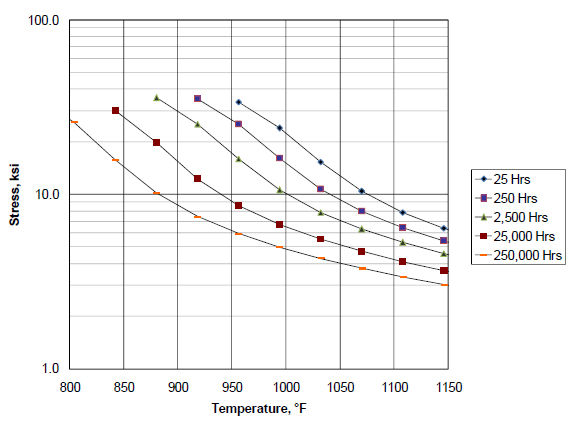 100.0
10.0
1.0
Stress, ksi
800 850 900 950 1000 1050 1100 1150
Temperature, °F
25 Hrs
250 Hrs
2,500 Hrs
25,000 Hrs
250,000 Hrs